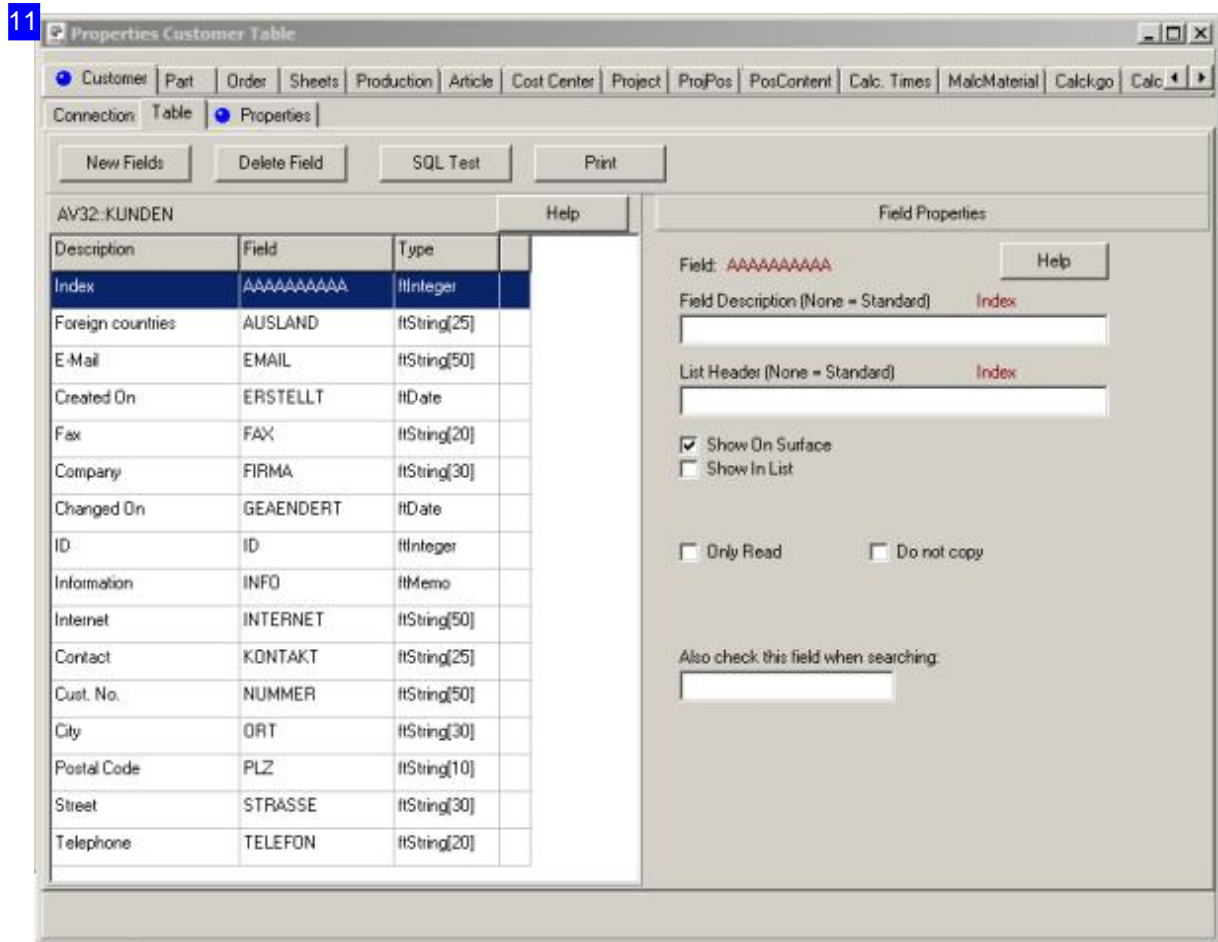 11
Properties Customer Table
Customer Part Order Sheets Production Article Cost Center Project ProjPos PosContent Calc. Times MalcMaterial Calckgo Calc
Connection Table Properties
New Fields Delete Field SQL Test Print
AV32::KUNDEN Help Field Properties
Description Field Type
Index AAAAAAAAAA ftInteger
Foreign countries AUSLAND ftString[25]
E-Mail EMAIL ftString[50]
Created On ERSTELLT ftDate
Fax FAX ftString[20]
Company FIRMA ftString[30]
Changed On GEAENDERT ftDate
ID ID ftInteger
Information INFO ftMemo
Internet INTERNET ftString[50]
Contact KONTAKT ftString[25]
Cust. No. NUMMER ftString[50]
City ORT ftString[30]
Postal Code PLZ ftString[10]
Street STRASSE ftString[30]
Telephone TELEFON ftString[20]
Field: AAAAAAAAAA Help
Field Description (None = Standard) Index
List Header (None = Standard) Index
Show On Surface
Show In List
Only Read Do not copy
Also check this field when searching: